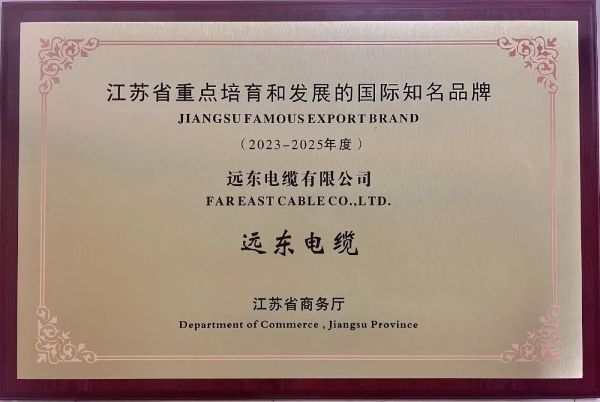 江苏省重点培育和发展的国际知名品牌
JIANGSU FAMOUS EXPORT BRAND
（2023-2025年度）
远东电缆有限公司
FAR EAST CABLE CO.,LTD.
远东电缆
江苏省商务厅
Department of Commerce , Jiangsu Province